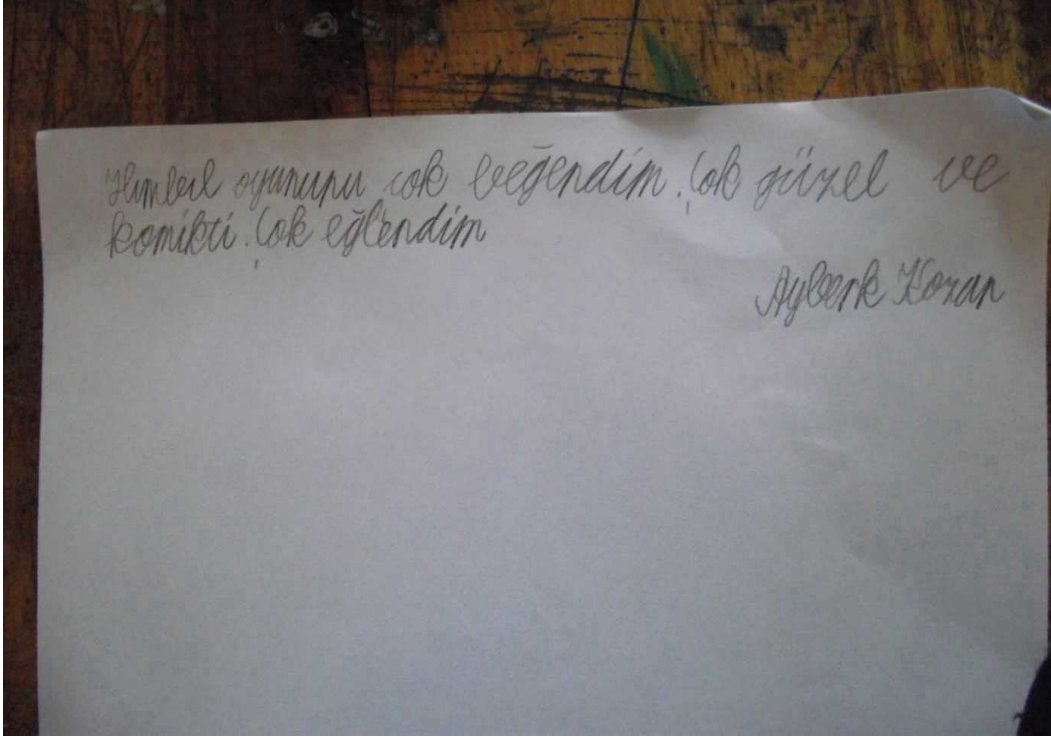 Hımbıl oyununu çok beğendim. Çok güzel ve
komikti. Çok eğlendim
Ayberk Kozan